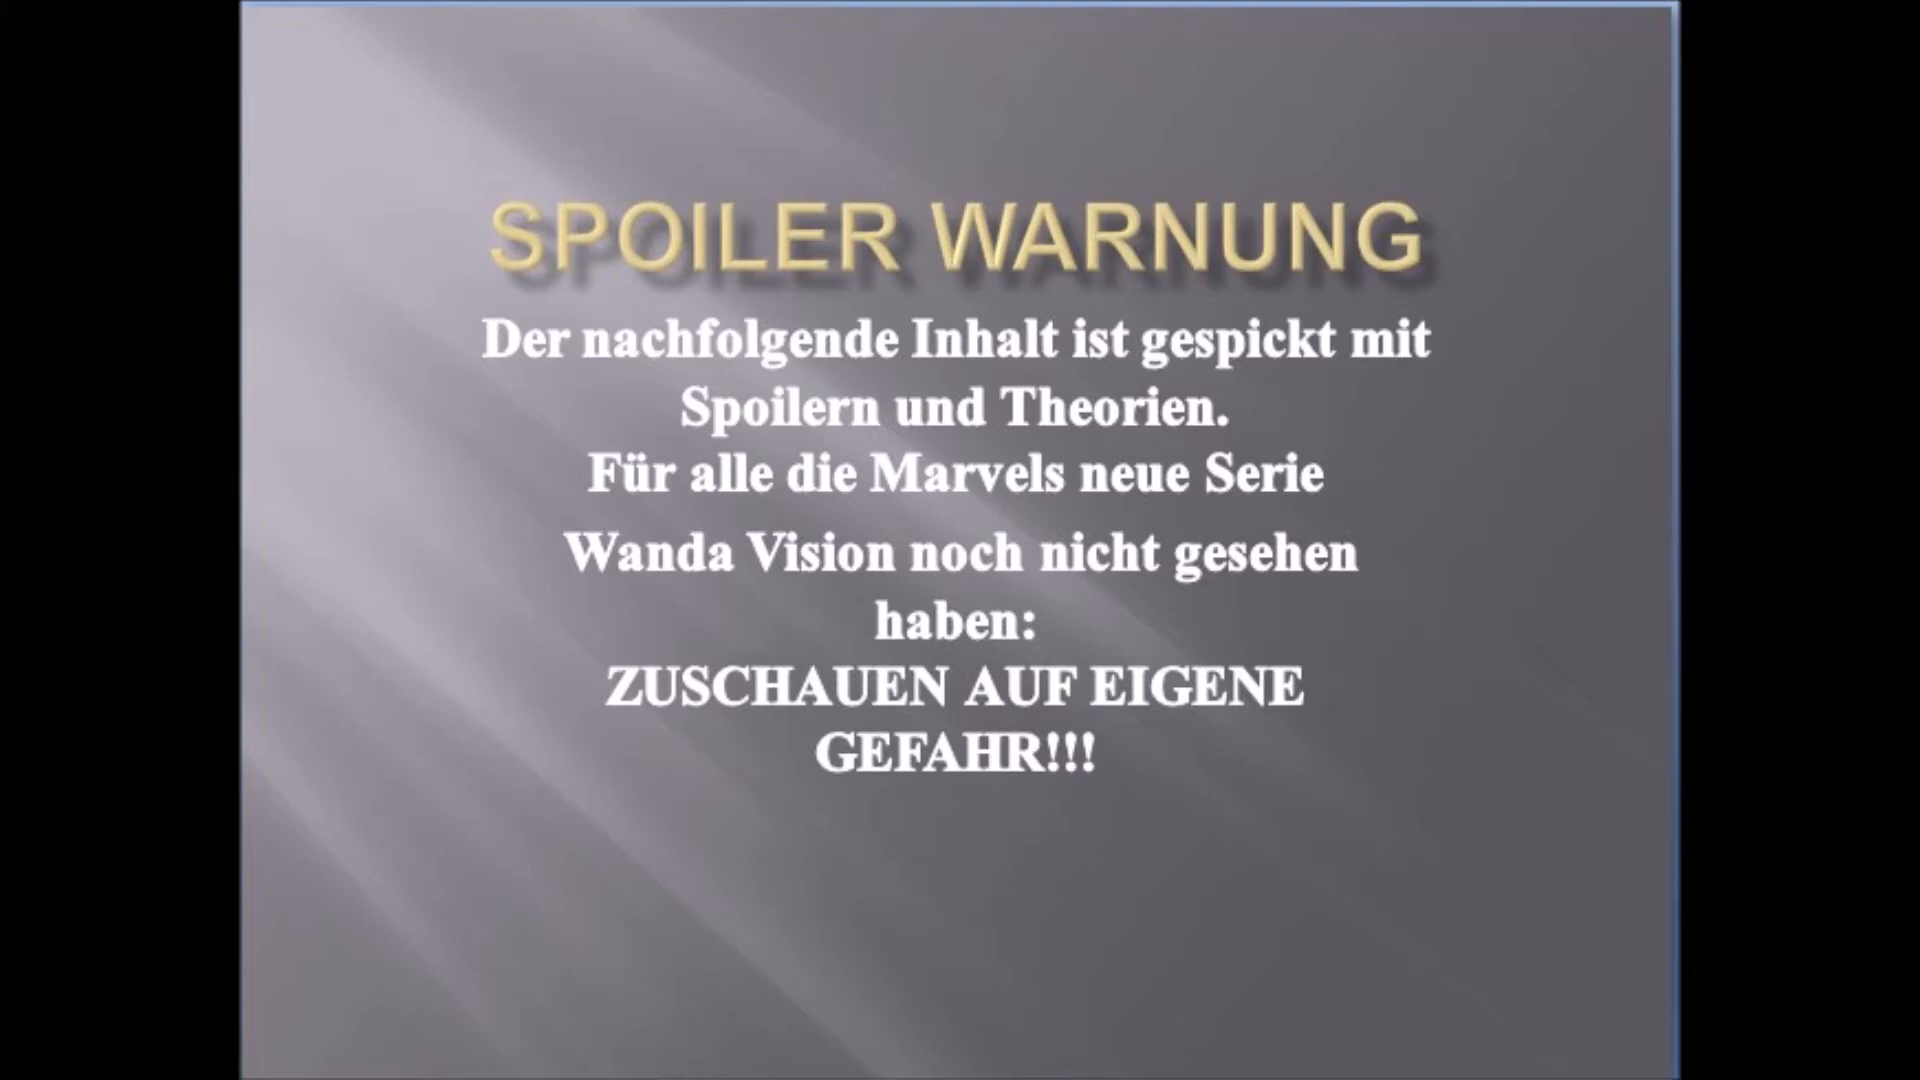 SPOILER WARNUNG
Der nachfolgende Inhalt ist gespickt mit
Spoilern und Theorien.
Für alle die Marvels neue Serie
Wanda Vision noch nicht gesehen
haben:
ZUSCHAUEN AUF EIGENE
GEFAHR!!!